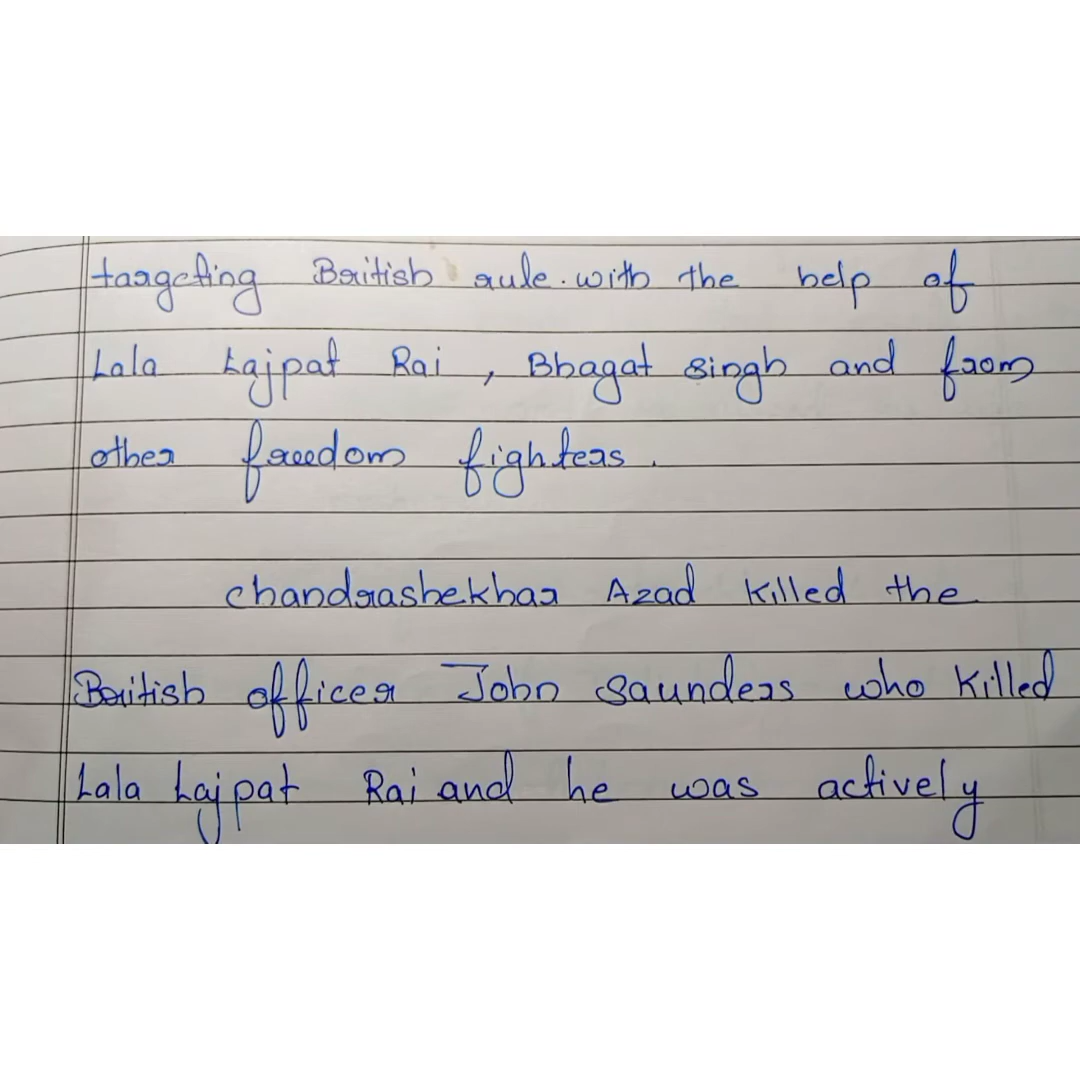 targeting British rule. with the help of
Lala Lajpat Rai , Bhagat singh and from
other freedom fighters .
chandrashekhar Azad killed the
British officer John Saunders who killed
Lala Lajpat Rai and he was actively